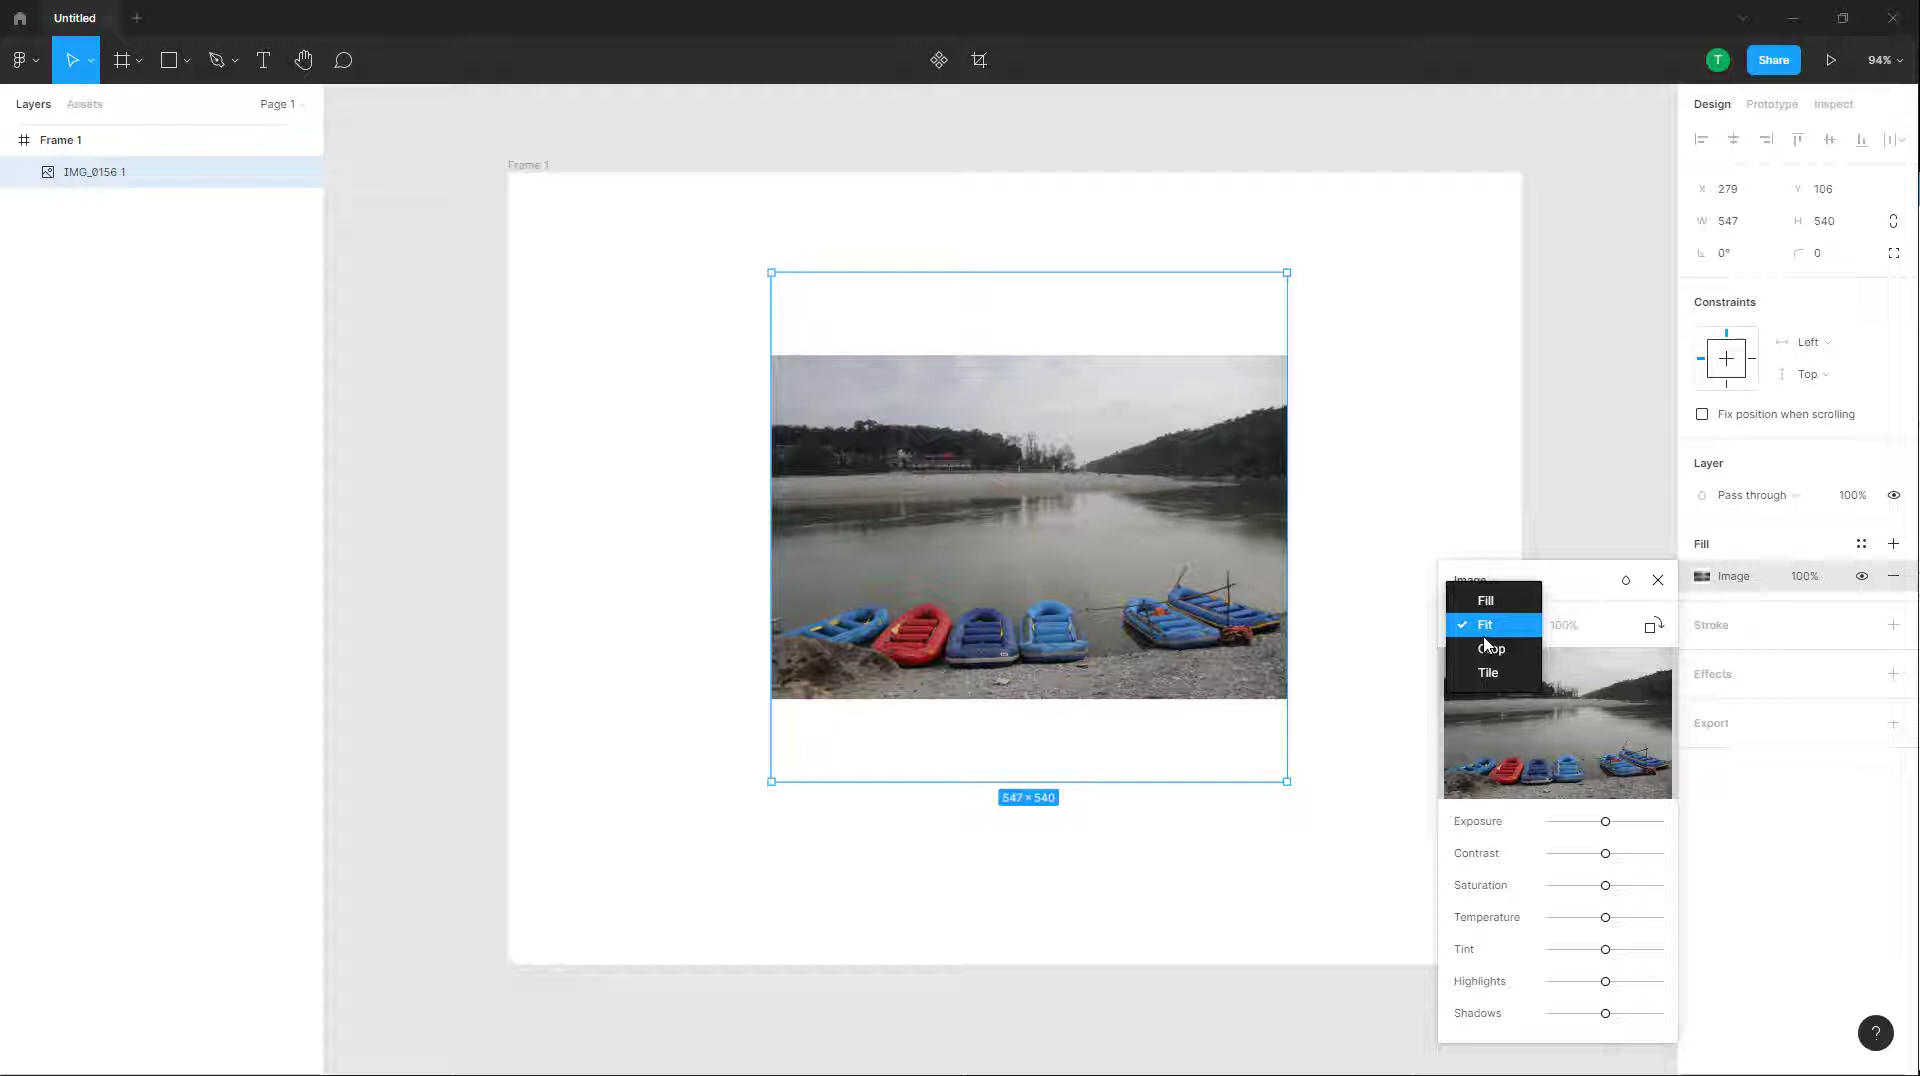 Untitled
T
Share
94%
Layers
Assets
Page 1
Design
Prototype
Inspect
Frame 1
IMG_0156 1
Frame 1
X 279
Y 106
W 547
H 540
0°
0
Constraints
Left
Top
Fix position when scrolling
Layer
Pass through
100%
Fill
Image
100%
Image
Fill
Fit
100%
Crop
Tile
Stroke
Effects
Export
547 × 540
Exposure
Contrast
Saturation
Temperature
Tint
Highlights
Shadows
?